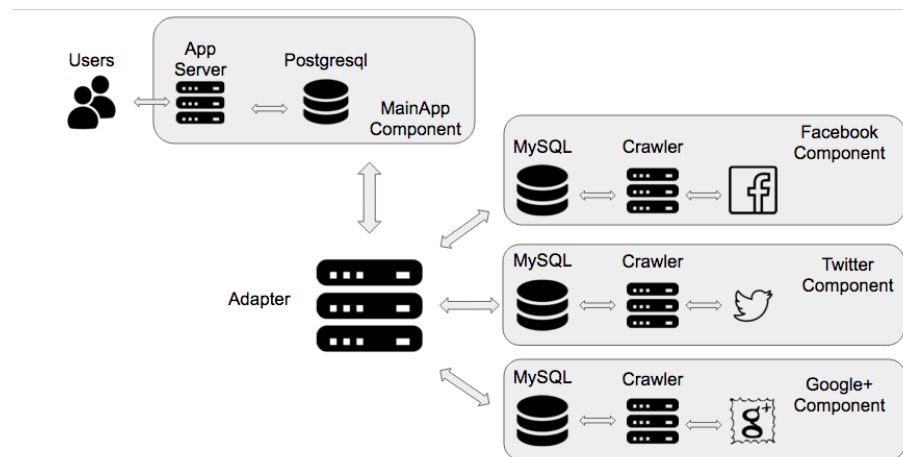 Users
App
Server
Postgresql
MainApp
Component
Adapter
MySQL
Crawler
Facebook
Component
f
MySQL
Crawler
Twitter
Component
MySQL
Crawler
Google+
Component
g+